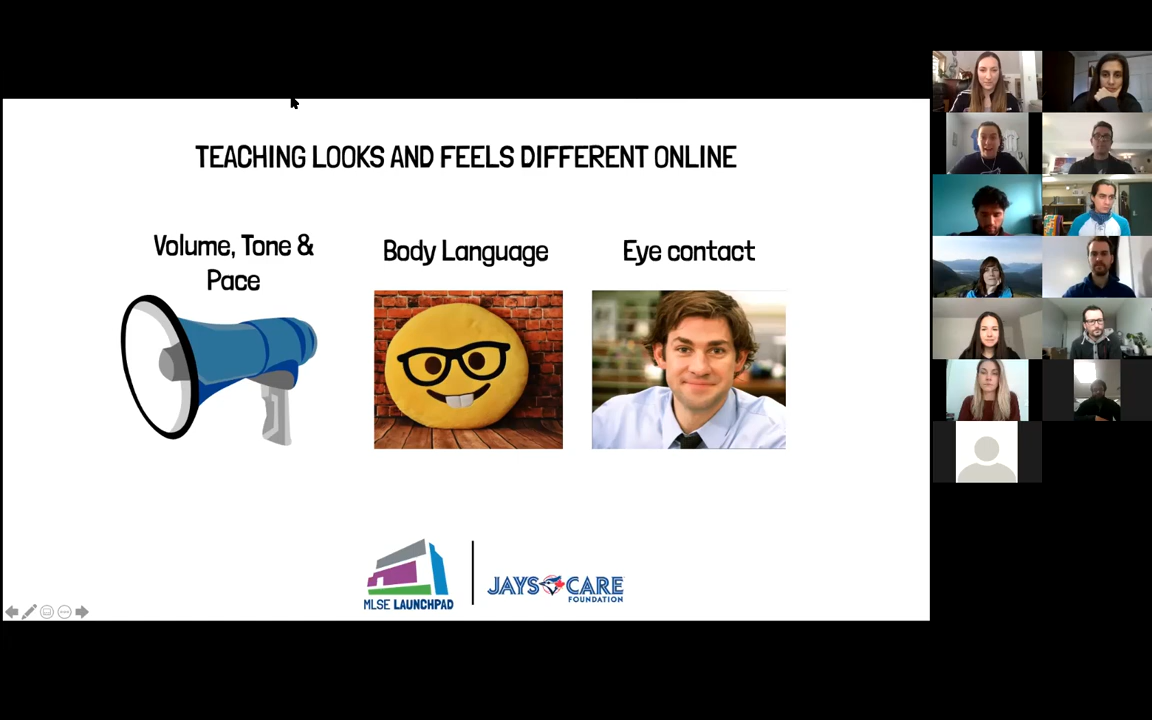 TEACHING LOOKS AND FEELS DIFFERENT ONLINE
Volume, Tone &
Pace
Body Language
Eye contact
MLSE LAUNCHPAD
JAYS CARE
FOUNDATION